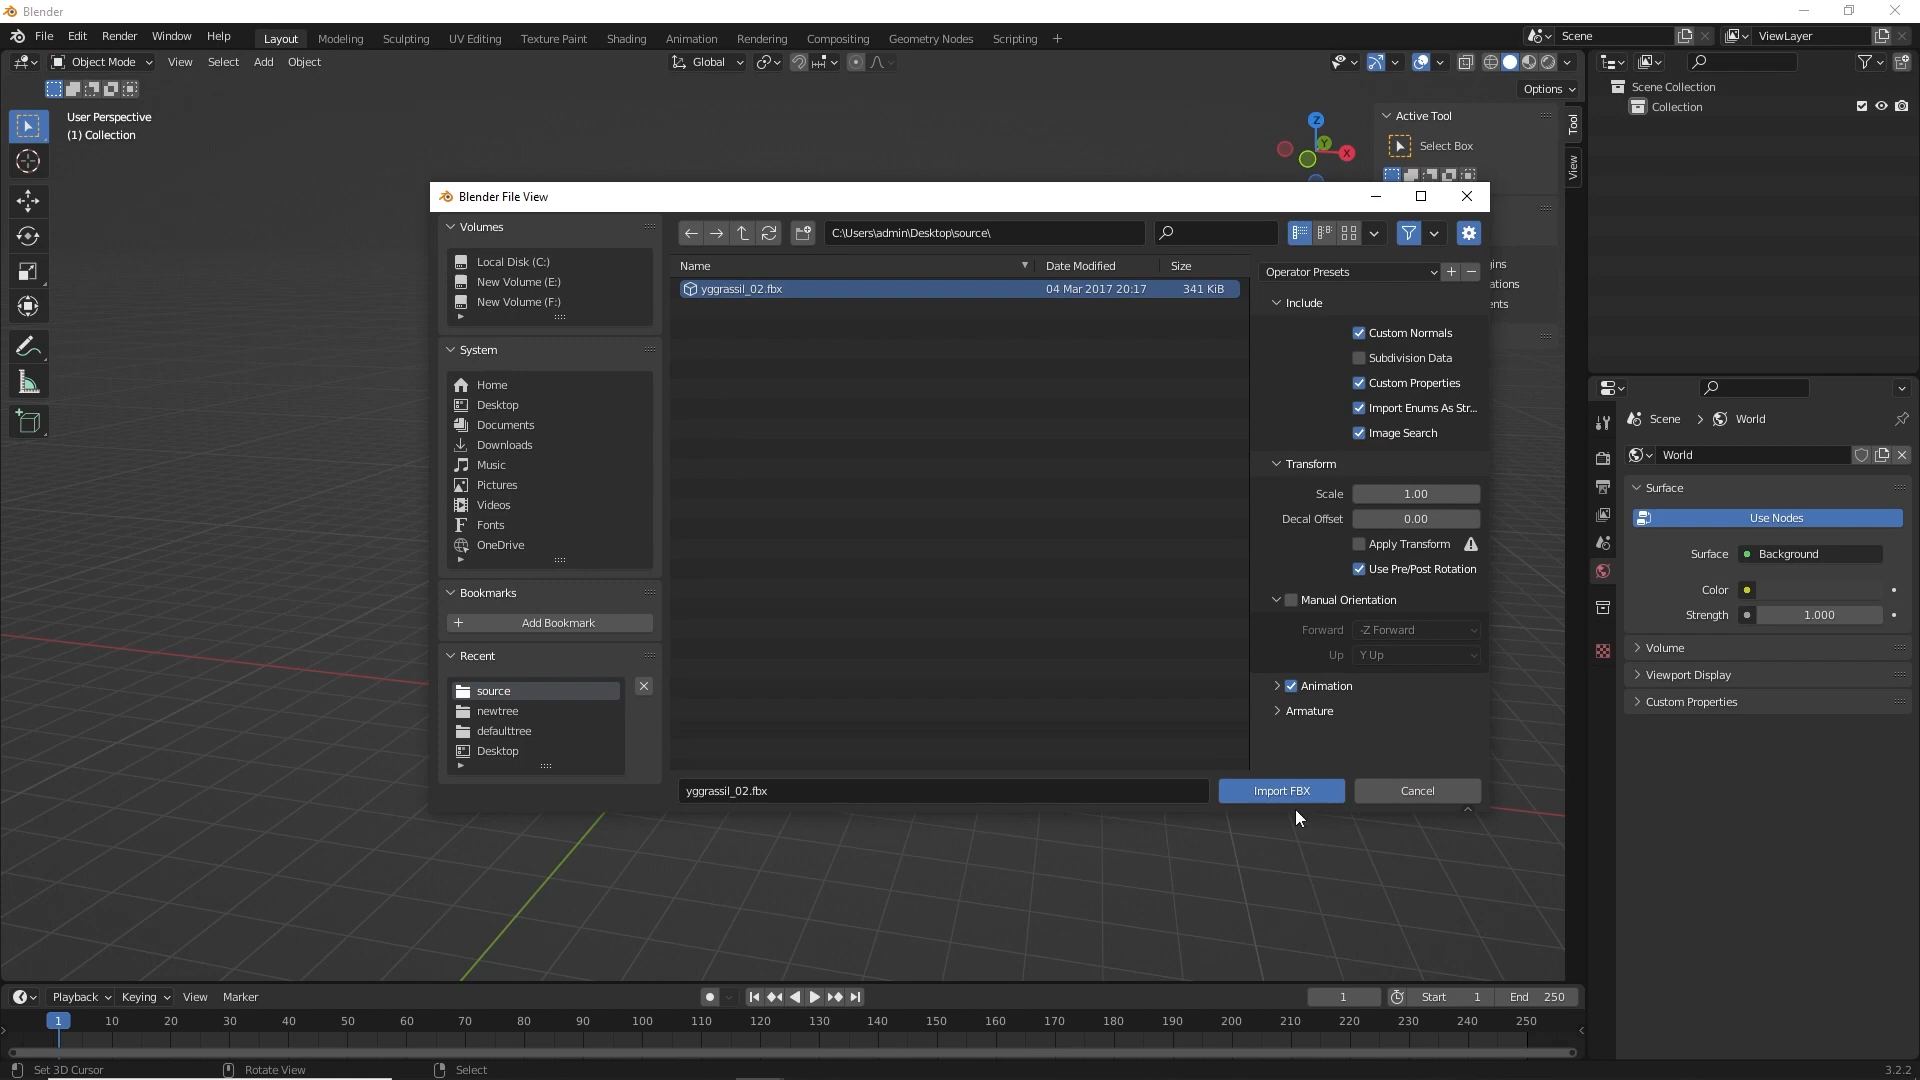 Blender
File Edit Render Window Help Layout Modeling Sculpting UV Editing Texture Paint Shading Animation Rendering Compositing Geometry Nodes Scripting + Scene ViewLayer
Object Mode View Select Add Object Global
Options
User Perspective
(1) Collection
Z
Y
X
Active Tool
Select Box
Tool
View
Scene Collection
Collection
Blender File View
Volumes
Local Disk (C:)
New Volume (E:)
New Volume (F:)
System
Home
Desktop
Documents
Downloads
Music
Pictures
Videos
Fonts
OneDrive
Bookmarks
+ Add Bookmark
Recent
source
newtree
defaulttree
Desktop
C:\Users\admin\Desktop\source\
Name Date Modified Size
yggrassil_02.fbx 04 Mar 2017 20:17 341 KiB
Operator Presets
Include
Custom Normals
Subdivision Data
Custom Properties
Import Enums As Str...
Image Search
Transform
Scale 1.00
Decal Offset 0.00
Apply Transform
Use Pre/Post Rotation
Manual Orientation
Forward -Z Forward
Up Y Up
Animation
Armature
yggrassil_02.fbx Import FBX Cancel
Scene World
World
Surface
Use Nodes
Surface Background
Color
Strength 1.000
Volume
Viewport Display
Custom Properties
Playback Keying View Marker 1 Start 1 End 250
1 10 20 30 40 50 60 70 80 90 100 110 120 130 140 150 160 170 180 190 200 210 220 230 240 250
Set 3D Cursor Rotate View Select 3.2.2